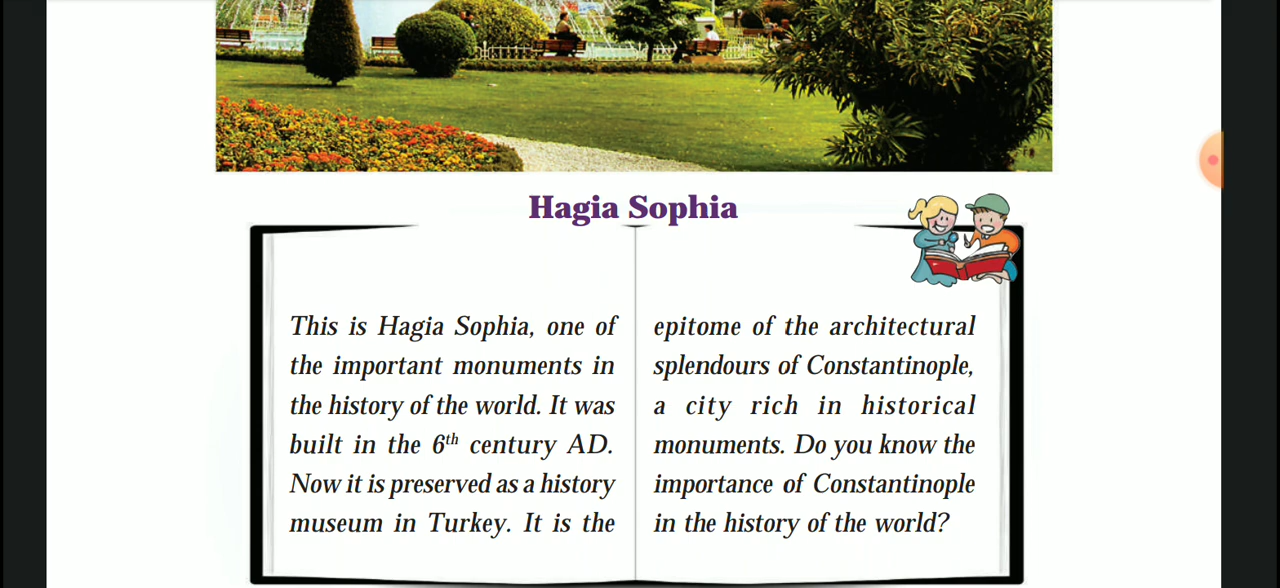 Hagia Sophia
This is Hagia Sophia, one of
the important monuments in
the history of the world. It was
built in the 6th century AD.
Now it is preserved as a history
museum in Turkey. It is the
epitome of the architectural
splendours of Constantinople,
a city rich in historical
monuments. Do you know the
importance of Constantinople
in the history of the world?